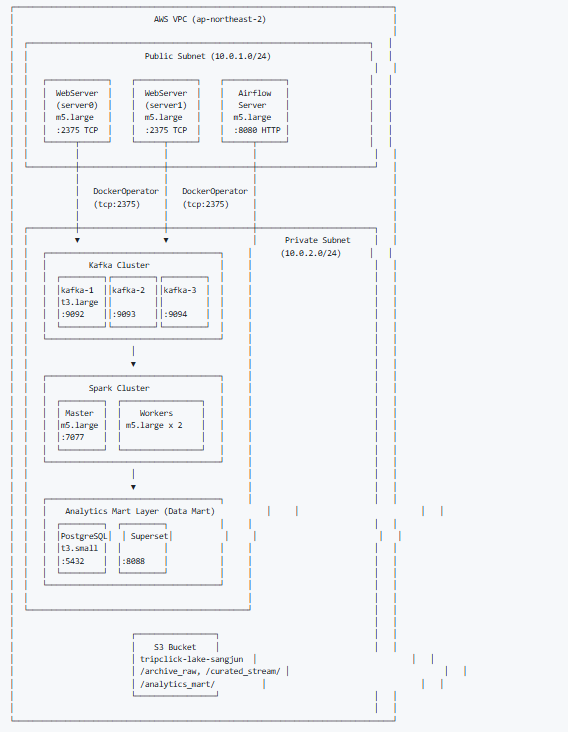 AWS VPC (ap-northeast-2)
Public Subnet (10.0.1.0/24)
WebServer WebServer Airflow
(server0) (server1) Server
m5.large m5.large m5.large
:2375 TCP :2375 TCP :8080 HTTP
DockerOperator DockerOperator
(tcp:2375) (tcp:2375)
Private Subnet
(10.0.2.0/24)
Kafka Cluster
kafka-1 kafka-2 kafka-3
t3.large
:9092 :9093 :9094
Spark Cluster
Master Workers
m5.large m5.large x 2
:7077
Analytics Mart Layer (Data Mart)
PostgreSQL Superset
t3.small
:5432 :8088
S3 Bucket
tripclick-lake-sangjun
/archive_raw, /curated_stream/
/analytics_mart/